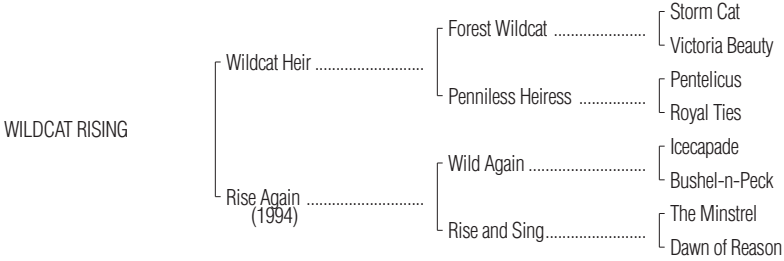 Storm Cat
Forest Wildcat ......................
Victoria Beauty
Wildcat Heir ..........................
Pentelicus
Penniless Heiress ................
Royal Ties
WILDCAT RISING
Icecapade
Wild Again ............................
Bushel-n-Peck
Rise Again ............................
(1994)
The Minstrel
Rise and Sing........................
Dawn of Reason